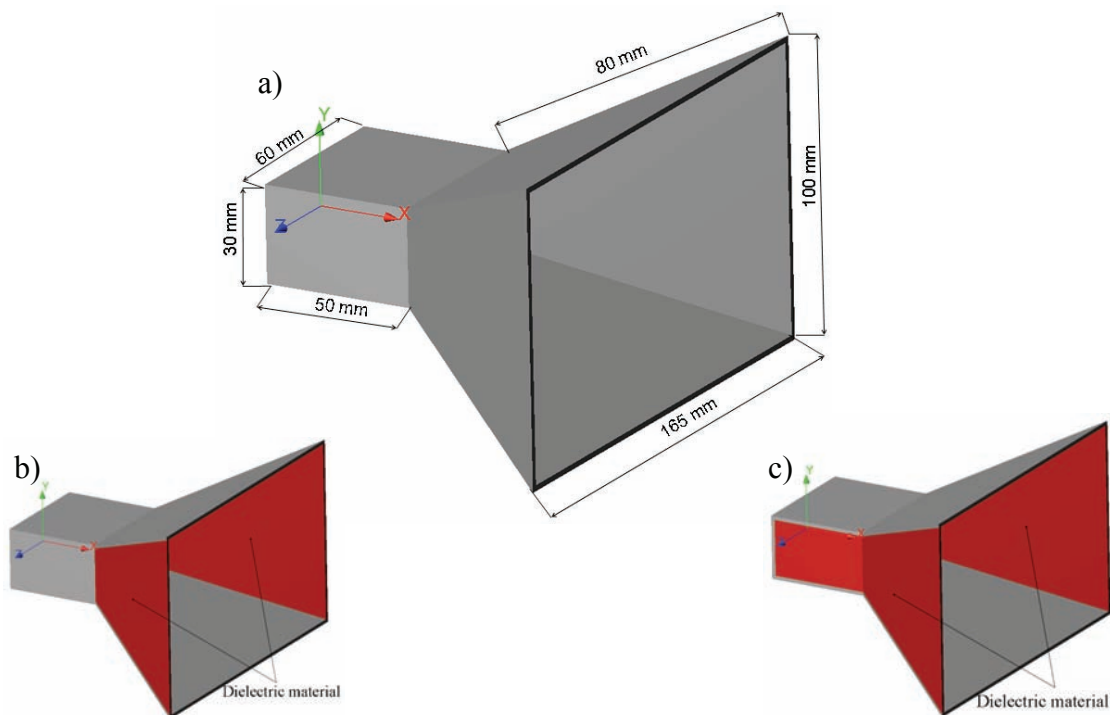 a)
80 mm
60 mm
Y
X
Z
30 mm
50 mm
100 mm
165 mm
b)
Y
X
Z
Dielectric material
c)
Y
X
Z
Dielectric material